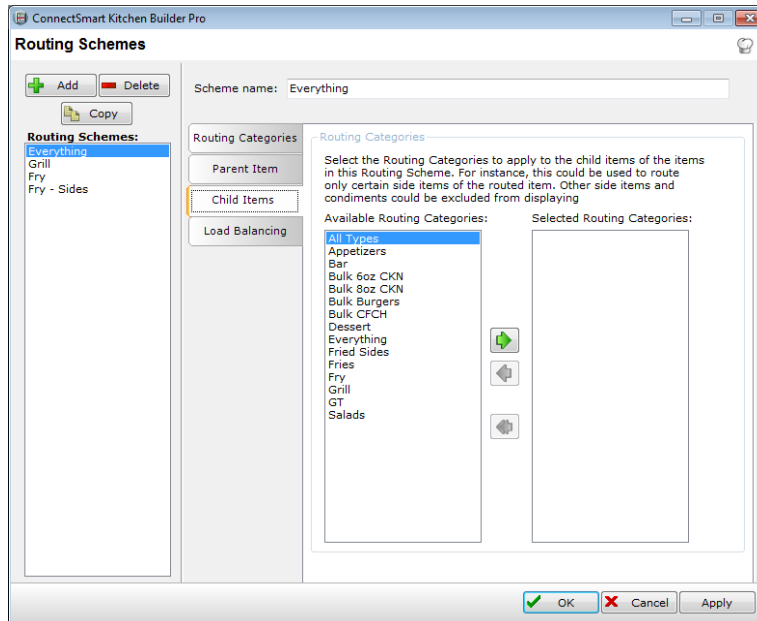 ConnectSmart Kitchen Builder Pro
Routing Schemes
Add
Delete
Copy
Routing Schemes:
Everything
Grill
Fry
Fry - Sides
Scheme name:
Everything
Routing Categories
Parent Item
Child Items
Load Balancing
Routing Categories
Select the Routing Categories to apply to the child items of the items
in this Routing Scheme. For instance, this could be used to route
only certain side items of the routed item. Other side items and
condiments could be excluded from displaying
Available Routing Categories:
Selected Routing Categories:
All Types
Appetizers
Bar
Bulk 6oz CKN
Bulk 8oz CKN
Bulk Burgers
Bulk CFCH
Dessert
Everything
Fried Sides
Fries
Fry
Grill
GT
Salads
OK
Cancel
Apply